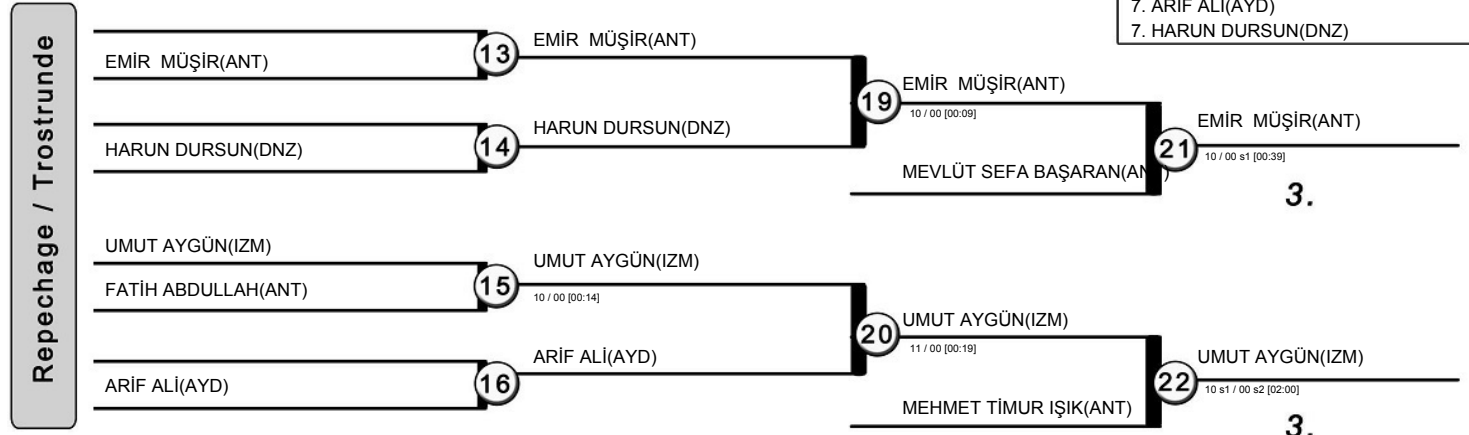 Repechage / Trostrunde
7. ARİF ALİ(AYD)
7. HARUN DURSUN(DNZ)
EMİR MÜŞİR(ANT)
13
EMİR MÜŞİR(ANT)
HARUN DURSUN(DNZ)
14
HARUN DURSUN(DNZ)
19
EMİR MÜŞİR(ANT)
10 / 00 [00:09]
MEVLÜT SEFA BAŞARAN(AN)
21
EMİR MÜŞİR(ANT)
10 / 00 s1 [00:39]
3.
UMUT AYGÜN(IZM)
FATİH ABDULLAH(ANT)
15
UMUT AYGÜN(IZM)
10 / 00 [00:14]
ARİF ALİ(AYD)
16
ARİF ALİ(AYD)
20
UMUT AYGÜN(IZM)
11 / 00 [00:19]
MEHMET TİMUR IŞIK(ANT)
22
UMUT AYGÜN(IZM)
10 s1 / 00 s2 [02:00]
3.